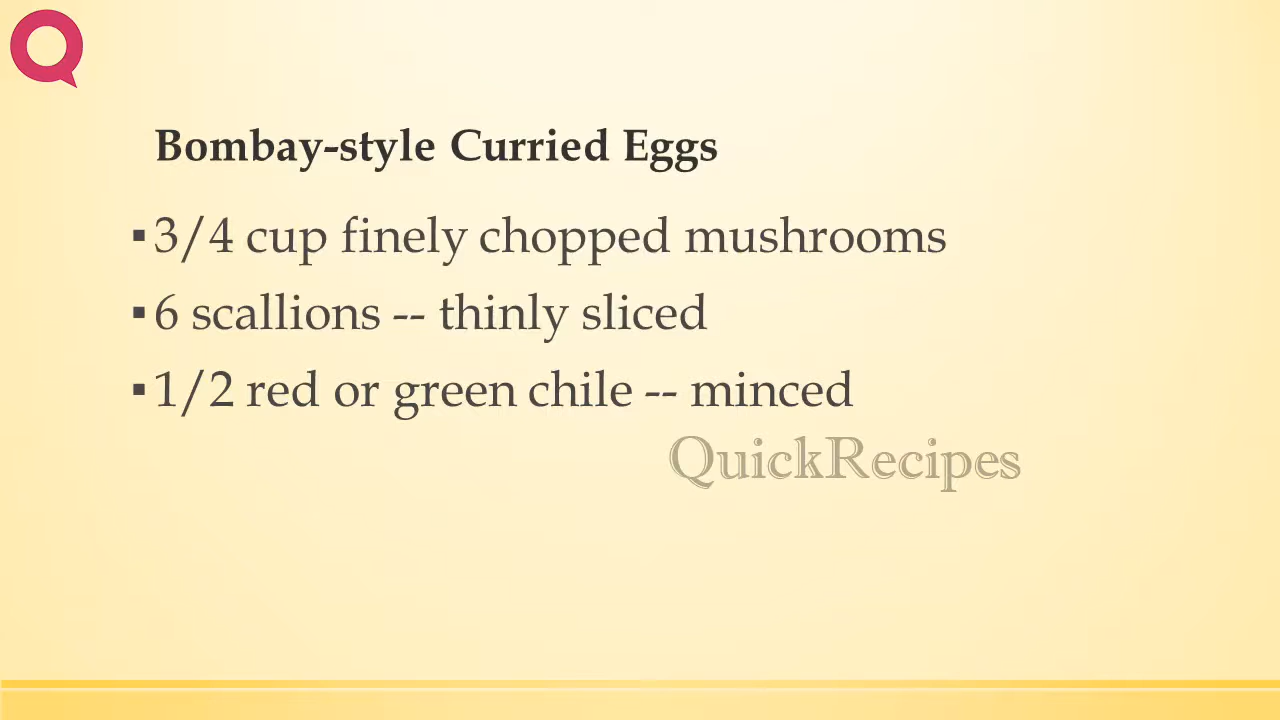 Bombay-style Curried Eggs
▪3/4 cup finely chopped mushrooms
▪6 scallions -- thinly sliced
▪1/2 red or green chile -- minced
QuickRecipes